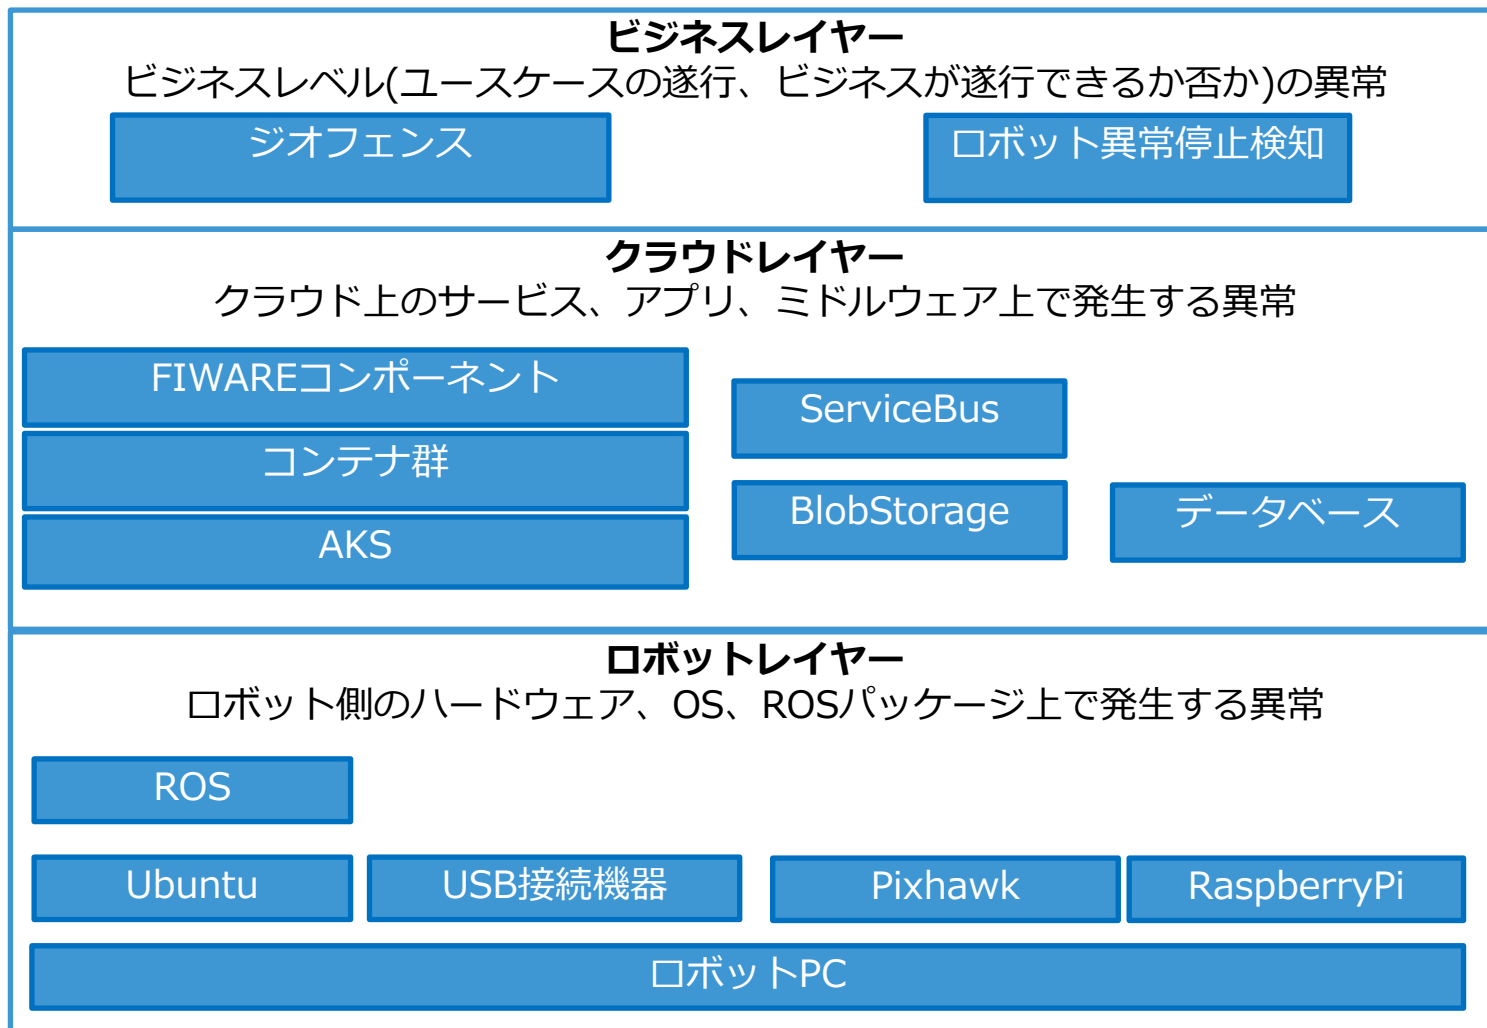 ビジネスレイヤー
ビジネスレベル(ユースケースの遂行、ビジネスが遂行できるか否か)の異常
ジオフェンス
ロボット異常停止検知
クラウドレイヤー
クラウド上のサービス、アプリ、ミドルウェア上で発生する異常
FIWAREコンポーネント
コンテナ群
AKS
ServiceBus
BlobStorage
データベース
ロボットレイヤー
ロボット側のハードウェア、OS、ROSパッケージ上で発生する異常
ROS
Ubuntu
USB接続機器
Pixhawk
RaspberryPi
ロボットPC